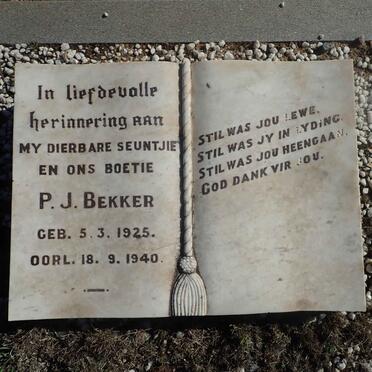 In liefdevolle
herinnering aan
MY DIERBARE SEUNTJIE
EN ONS BOETIE
P. J. BEKKER
GEB. 5. 3. 1925.
OORL. 18. 9. 1940.
STIL WAS JOU LEWE.
STIL WAS JY IN LYDING.
STIL WAS JOU HEENGAAN.
GOD DANK VIR JOU.